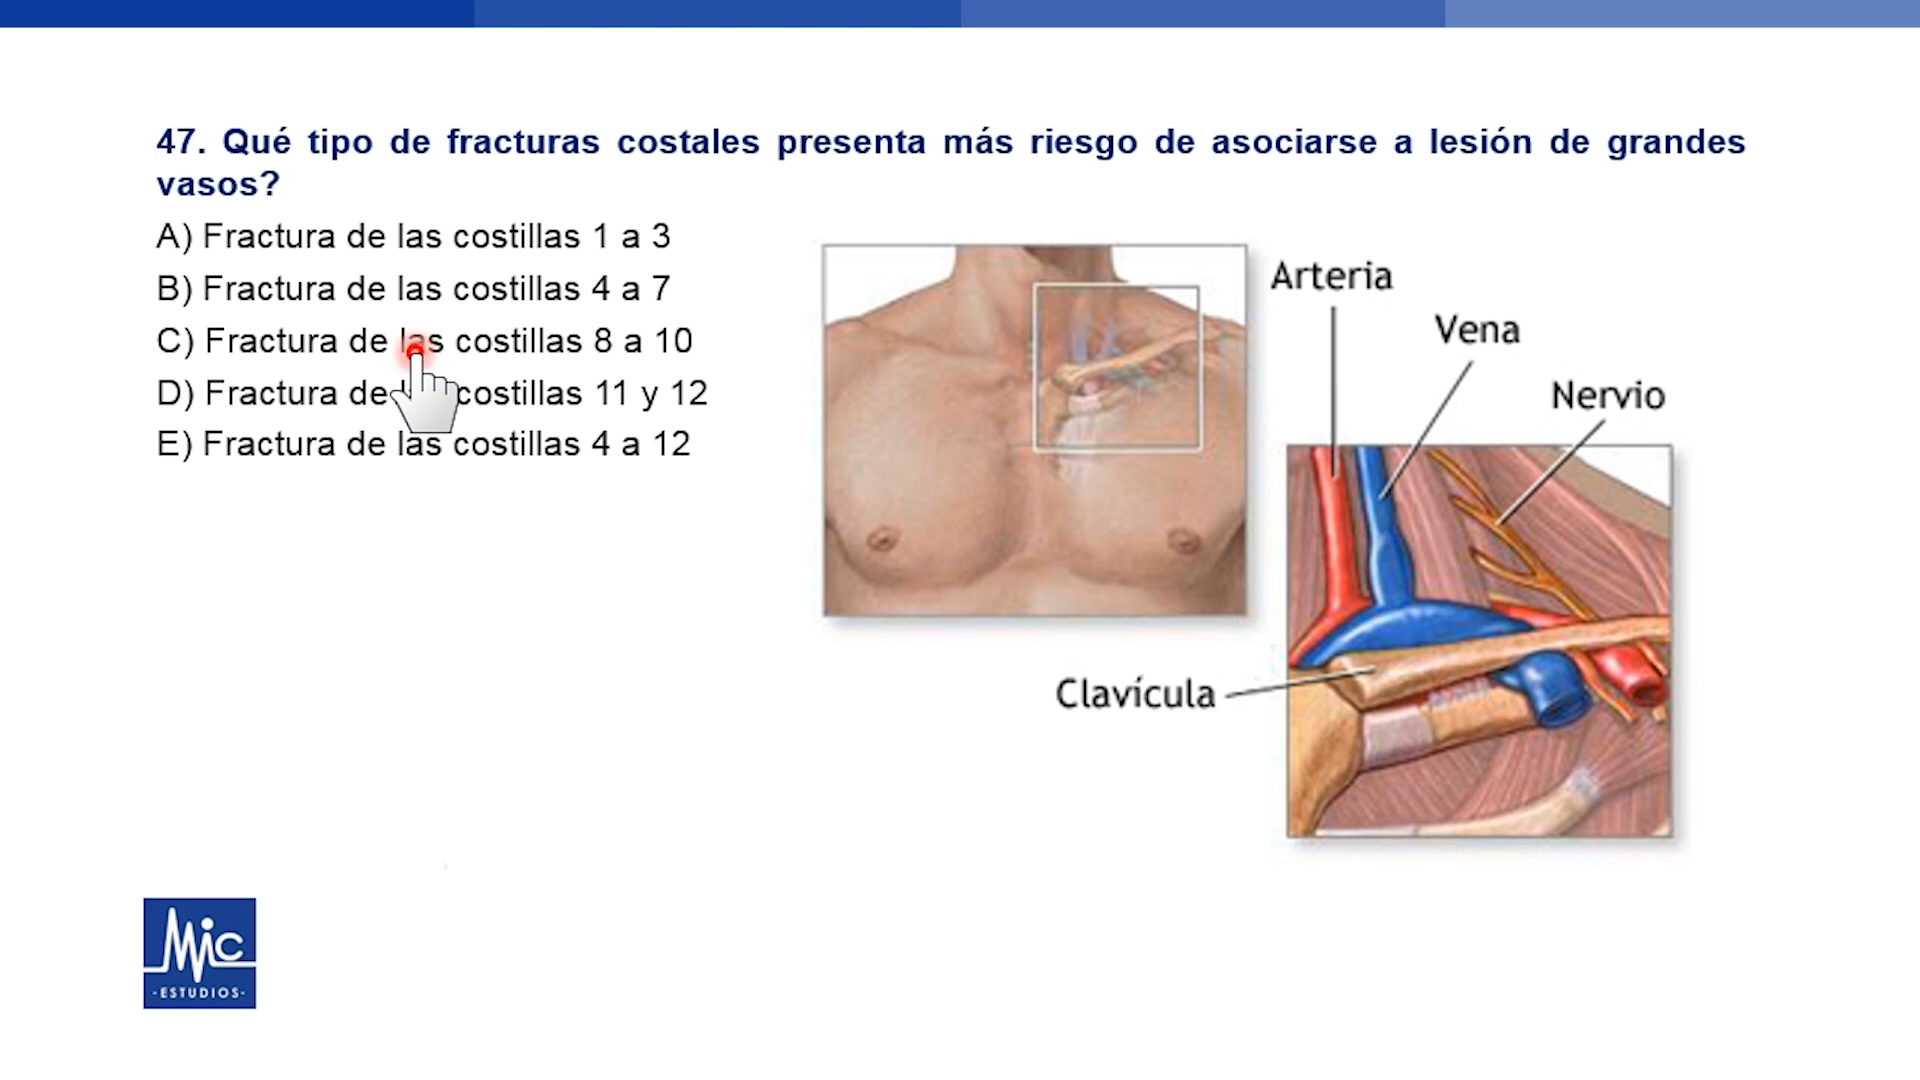 47. Qué tipo de fracturas costales presenta más riesgo de asociarse a lesión de grandes
vasos?
A) Fractura de las costillas 1 a 3
B) Fractura de las costillas 4 a 7
C) Fractura de las costillas 8 a 10
D) Fractura de las costillas 11 y 12
E) Fractura de las costillas 4 a 12
Arteria
Vena
Nervio
Clavícula
Mic
·ESTUDIOS·